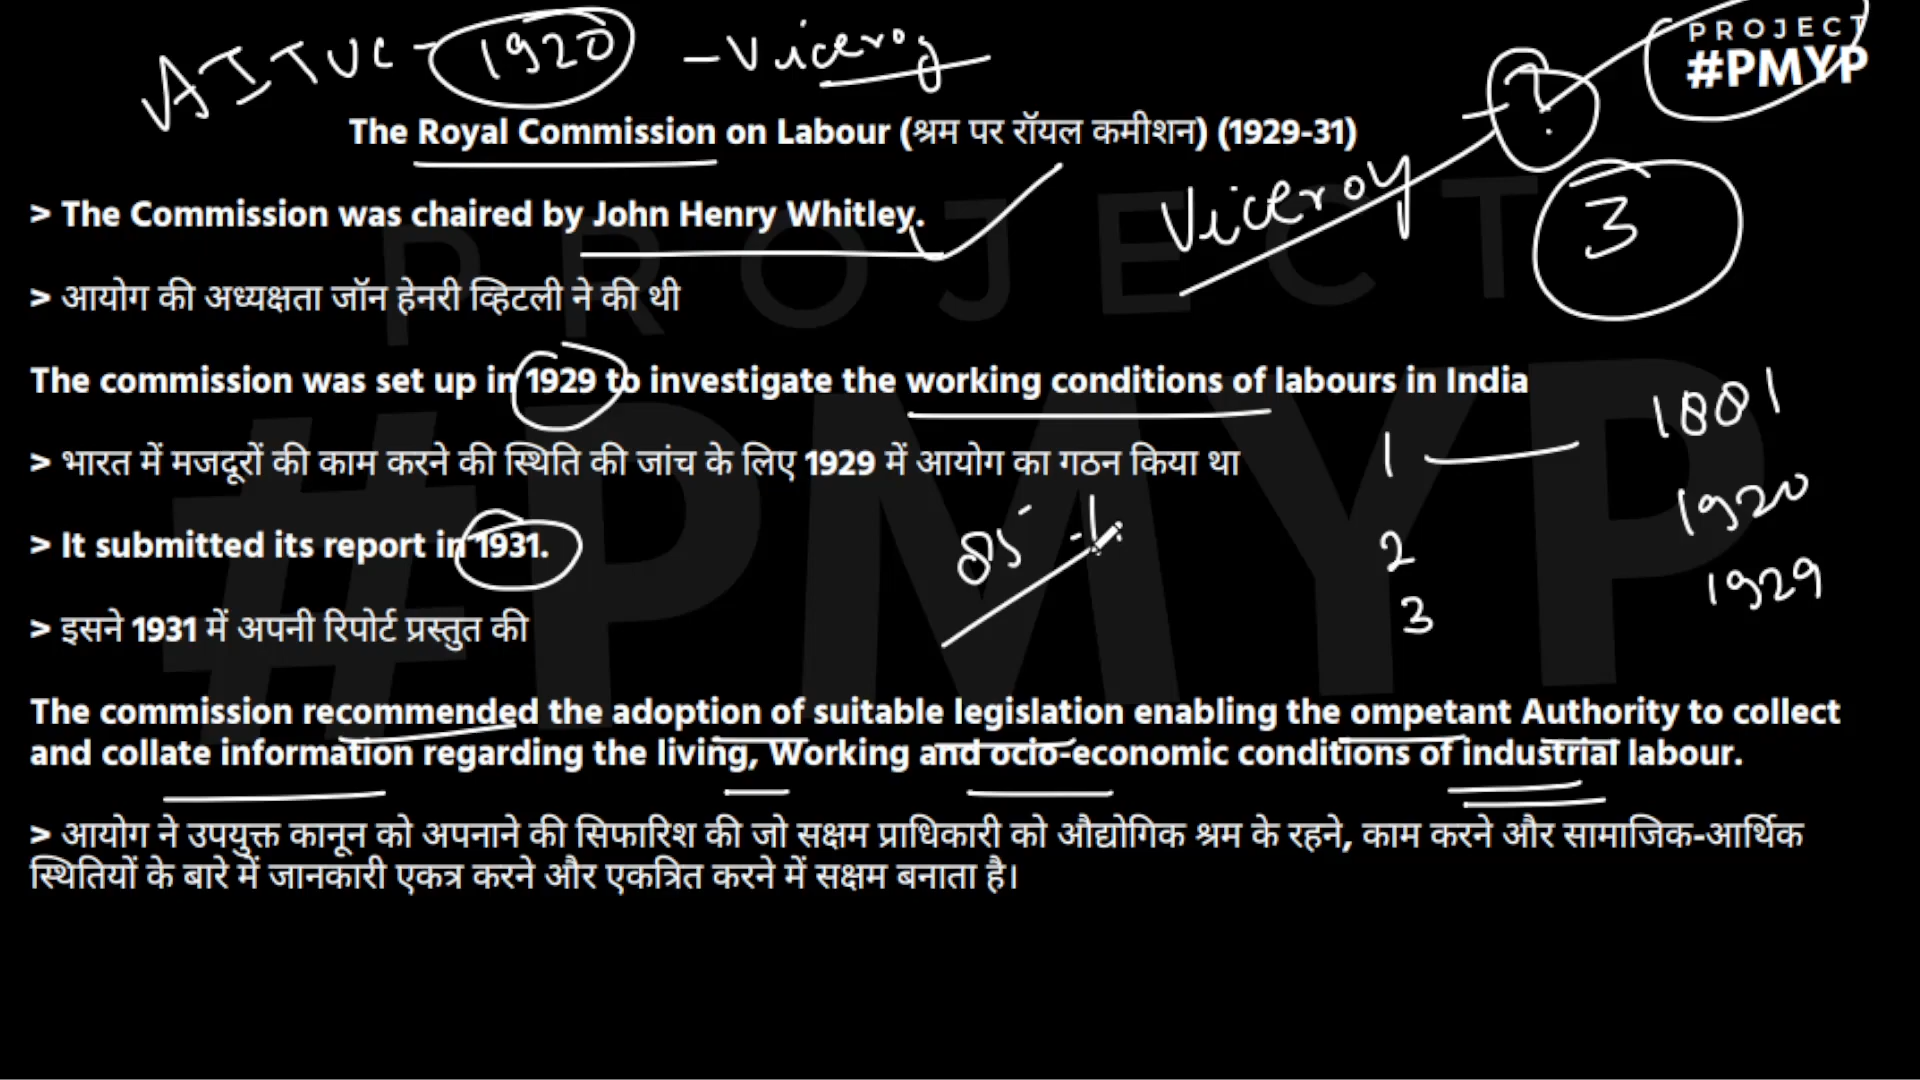 AITUC - 1920 - Viceroy
PROJECT
#PMYP
?
The Royal Commission on Labour (श्रम पर रॉयल कमीशन) (1929-31)
Viceroy
3
> The Commission was chaired by John Henry Whitley.
> आयोग की अध्यक्षता जॉन हेनरी व्हिटली ने की थी
The commission was set up in 1929 to investigate the working conditions of labours in India
1881
> भारत में मजदूरों की काम करने की स्थिति की जांच के लिए 1929 में आयोग का गठन किया था
1
1920
> It submitted its report in 1931.
2
1929
3
> इसने 1931 में अपनी रिपोर्ट प्रस्तुत की
The commission recommended the adoption of suitable legislation enabling the ompetant Authority to collect
and collate information regarding the living, Working and ocio-economic conditions of industrial labour.
> आयोग ने उपयुक्त कानून को अपनाने की सिफारिश की जो सक्षम प्राधिकारी को औद्योगिक श्रम के रहने, काम करने और सामाजिक-आर्थिक
स्थितियों के बारे में जानकारी एकत्र करने और एकत्रित करने में सक्षम बनाता है।
PROJECT
#PMYP